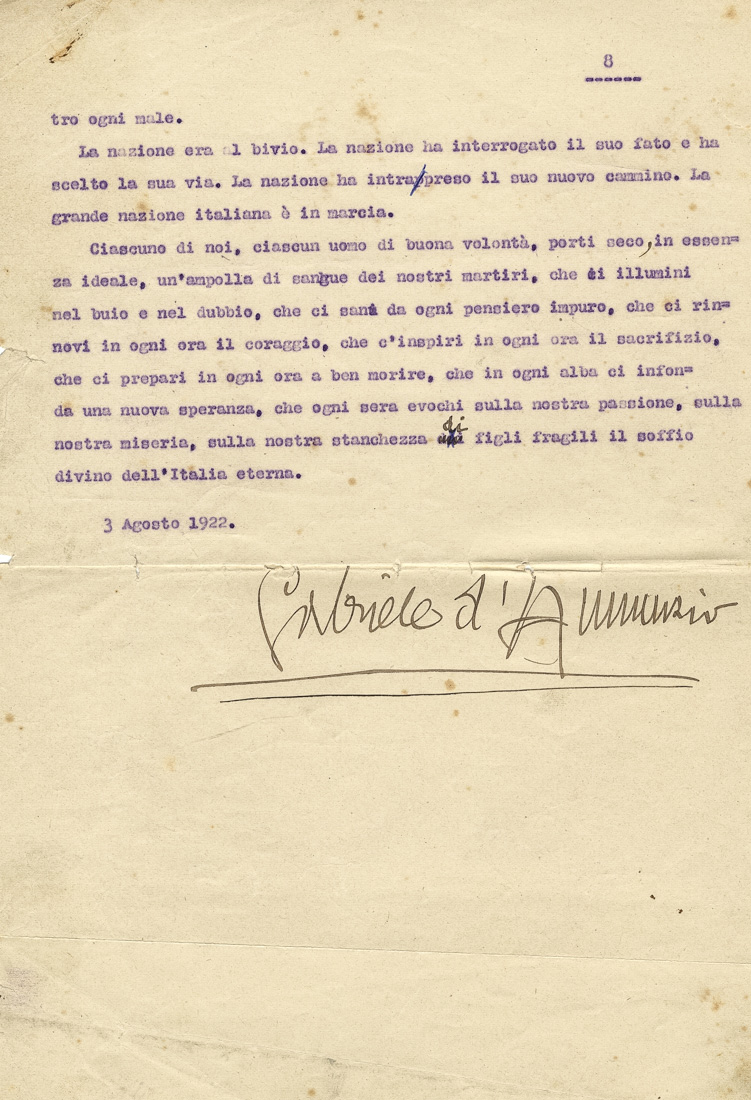 8
------
tro ogni male.
La nazione era al bivio. La nazione ha interrogato il suo fato e ha
scelto la sua via. La nazione ha intrapreso il suo nuovo cammino. La
grande nazione italiana è in marcia.
Ciascuno di noi, ciascun uomo di buona volontà, porti seco, in essen=
za ideale, un'ampolla di sangue dei nostri martiri, che ci illumini
nel buio e nel dubbio, che ci sani da ogni pensiero impuro, che ci rin=
novi in ogni ora il coraggio, che c'inspiri in ogni ora il sacrifizio,
che ci prepari in ogni ora a ben morire, che in ogni alba ci infon=
da una nuova speranza, che ogni sera evochi sulla nostra passione, sulla
nostra miseria, sulla nostra stanchezza di figli fragili il soffio
divino dell'Italia eterna.
3 Agosto 1922.
Gabriele d'Annunzio